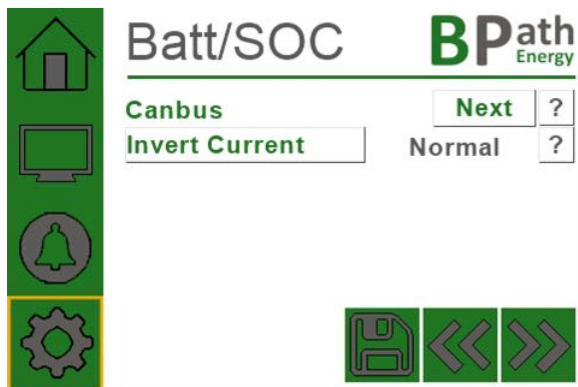 Batt/SOC
BPath
Energy
Canbus Next ?
Invert Current Normal ?